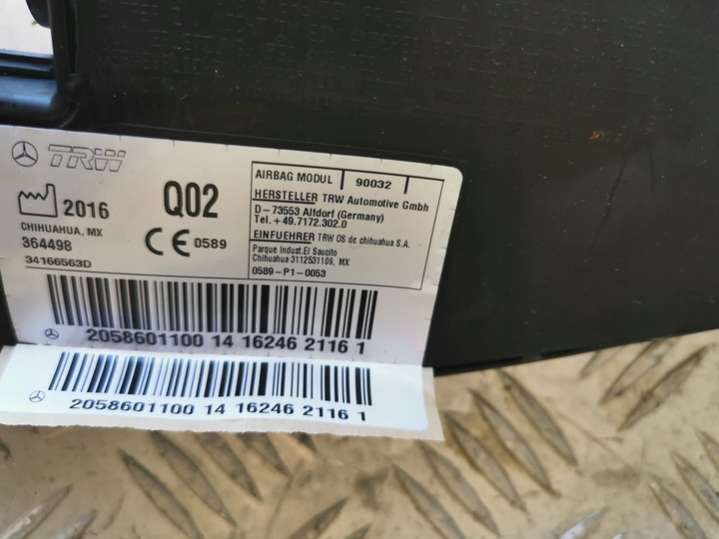 TRW
2016
CHIHUAHUA, MX
364498
34166563D
Q02
CE 0589
AIRBAG MODUL 90032
HERSTELLER TRW Automotive Gmbh
D-73553 Alfdorf (Germany)
Tel. +49.7172.302.0
EINFUEHRER TRW OS de chihuahua S.A.
Parque Indust.El Saucito
Chihuahua 3112531109, MX
0589-P1-0053
2058601100 14 16246 2116 1
2058601100 14 16246 2116 1